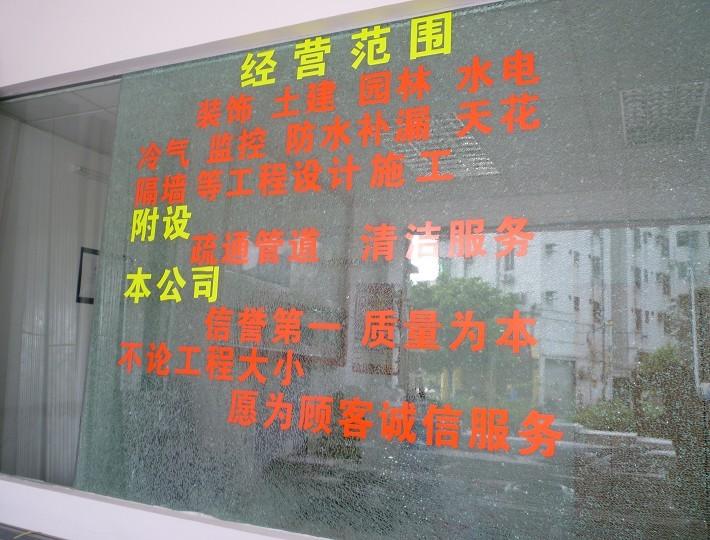 经营范围
装饰 土建 园林 水电
冷气 监控 防水补漏 天花
隔墙 等工程设计施工
附设
疏通管道 清洁服务
本公司
信誉第一 质量为本
不论工程大小
愿为顾客诚信服务